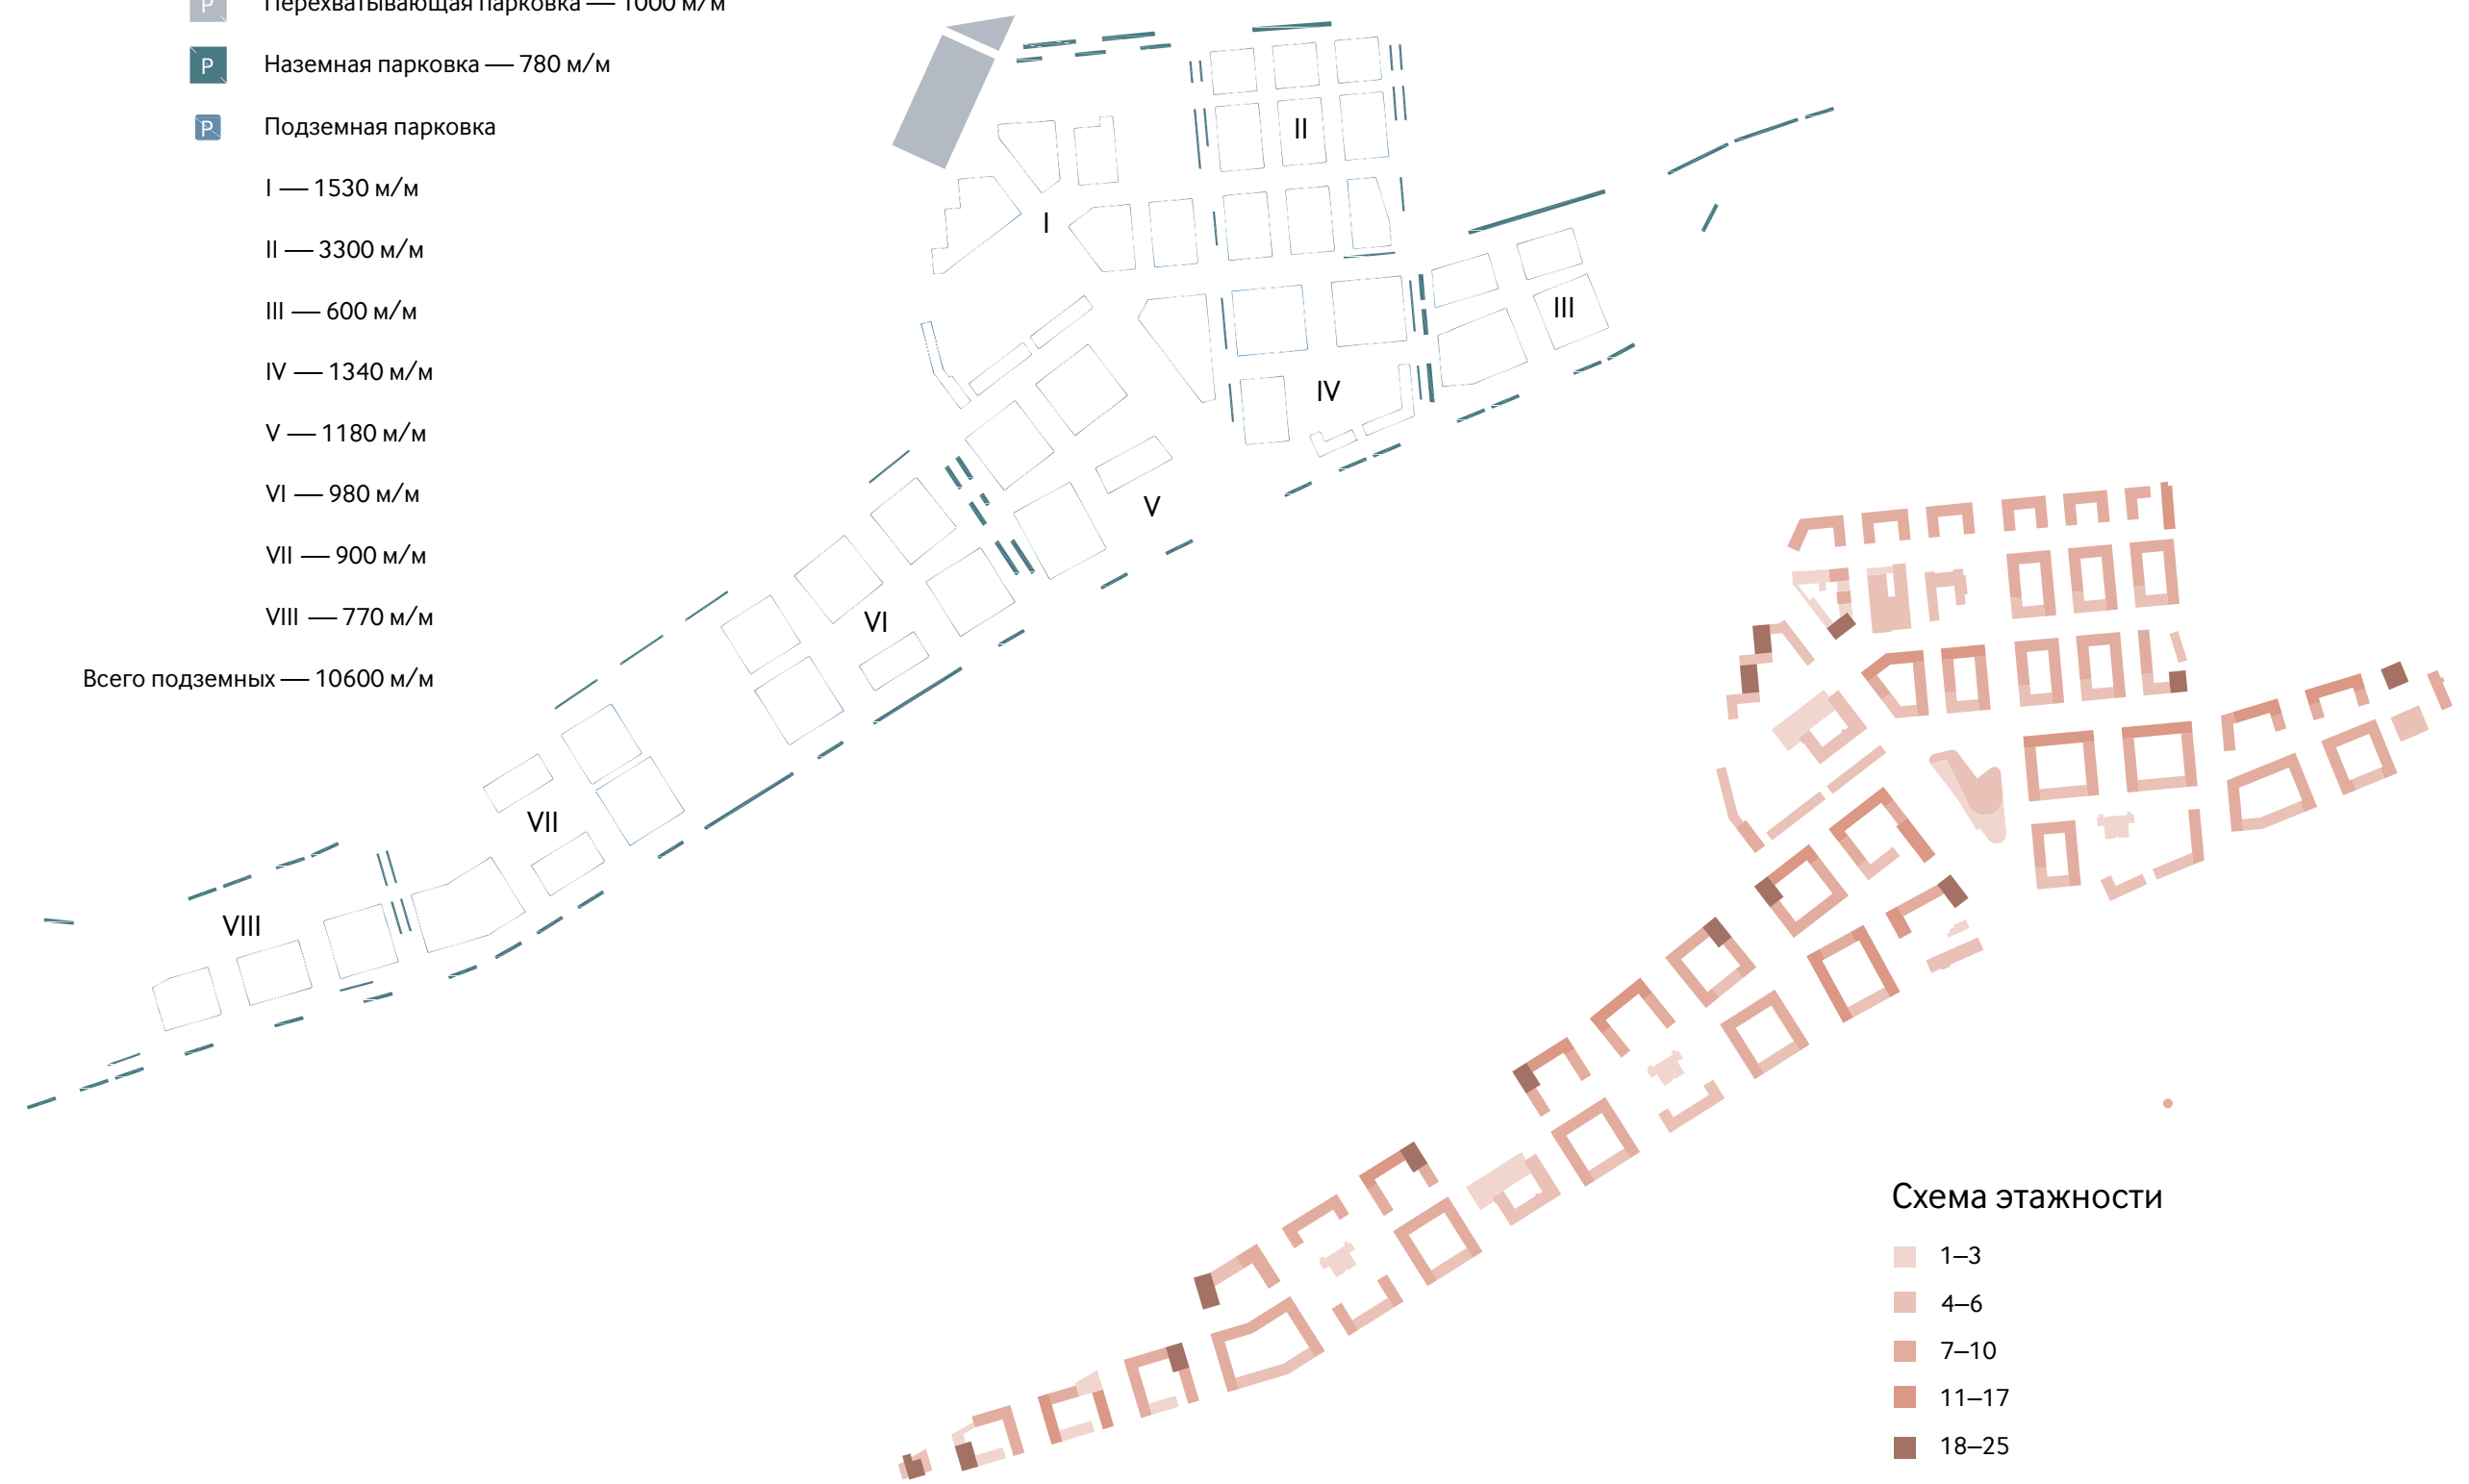 P Перехватывающая парковка — 1000 м/м
P Наземная парковка — 780 м/м
P Подземная парковка
I — 1530 м/м
II — 3300 м/м
III — 600 м/м
IV — 1340 м/м
V — 1180 м/м
VI — 980 м/м
VII — 900 м/м
VIII — 770 м/м
Всего подземных — 10600 м/м
II
I
III
IV
V
VI
VII
VIII
Схема этажности
1–3
4–6
7–10
11–17
18–25